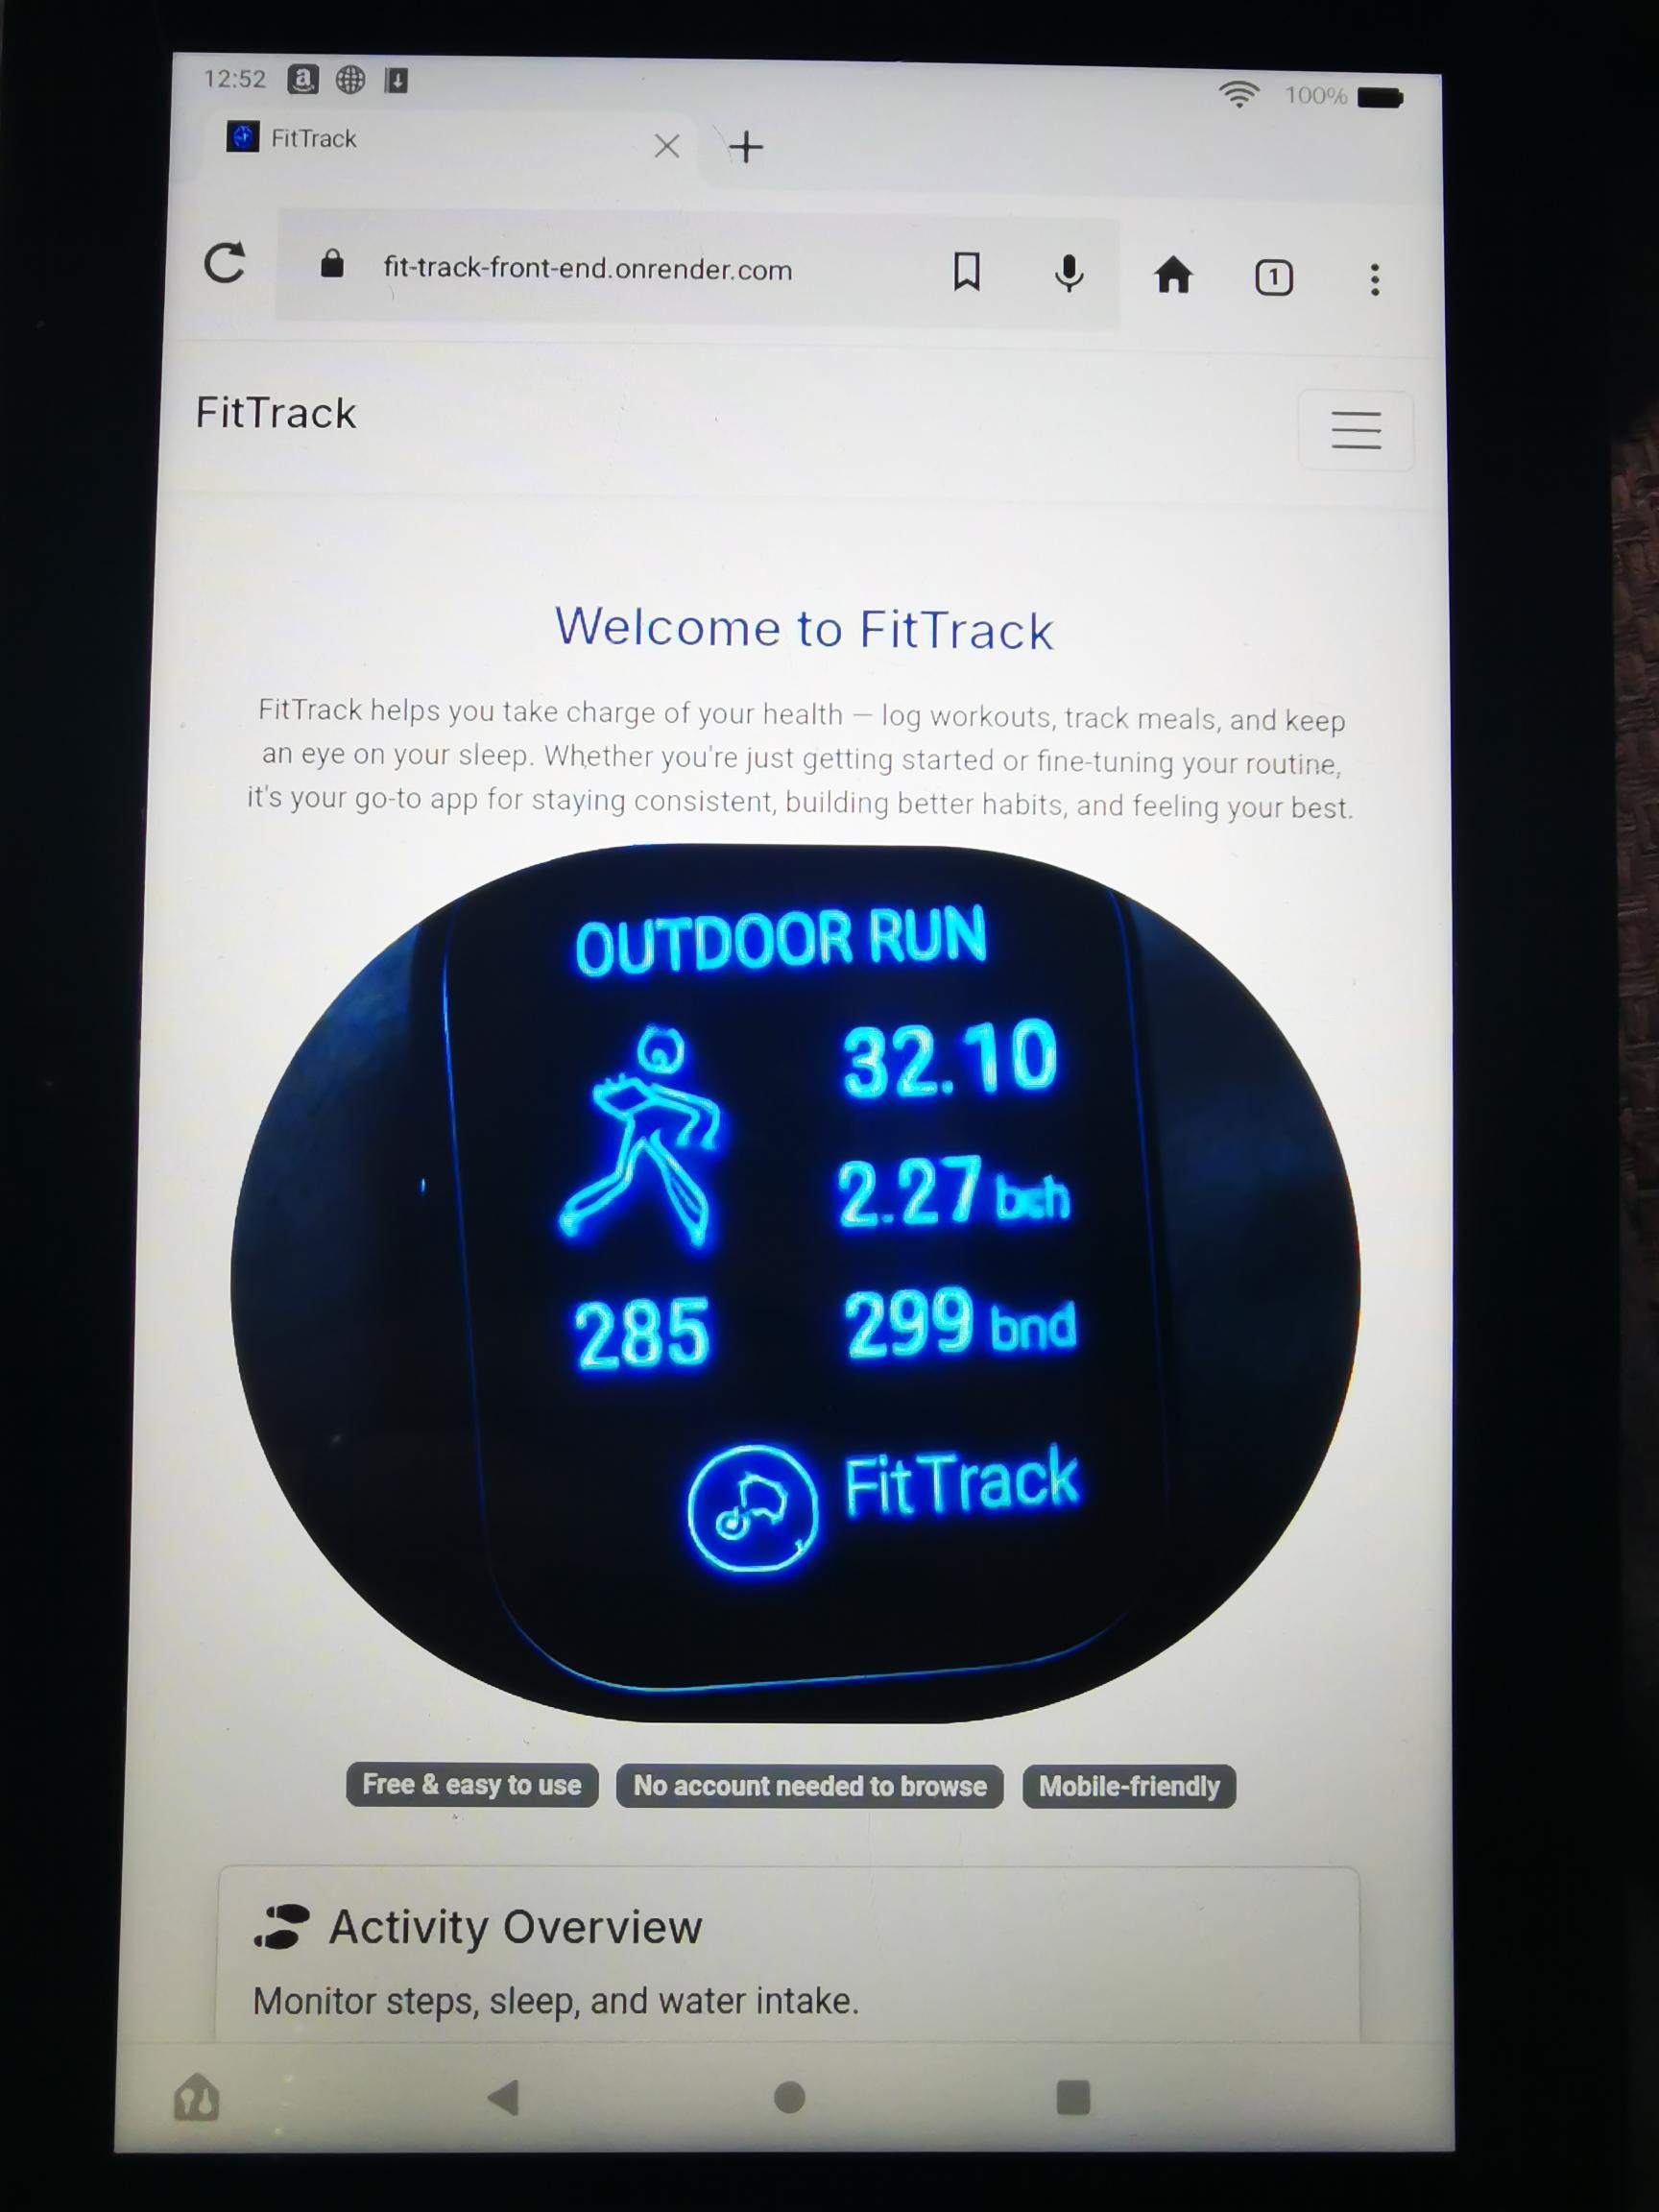 12:52
100%
FitTrack
fit-track-front-end.onrender.com
1
FitTrack
Welcome to FitTrack
FitTrack helps you take charge of your health — log workouts, track meals, and keep
an eye on your sleep. Whether you're just getting started or fine-tuning your routine,
it's your go-to app for staying consistent, building better habits, and feeling your best.
OUTDOOR RUN
32.10
2.27 bch
285
299 bnd
FitTrack
Free & easy to use
No account needed to browse
Mobile-friendly
Activity Overview
Monitor steps, sleep, and water intake.